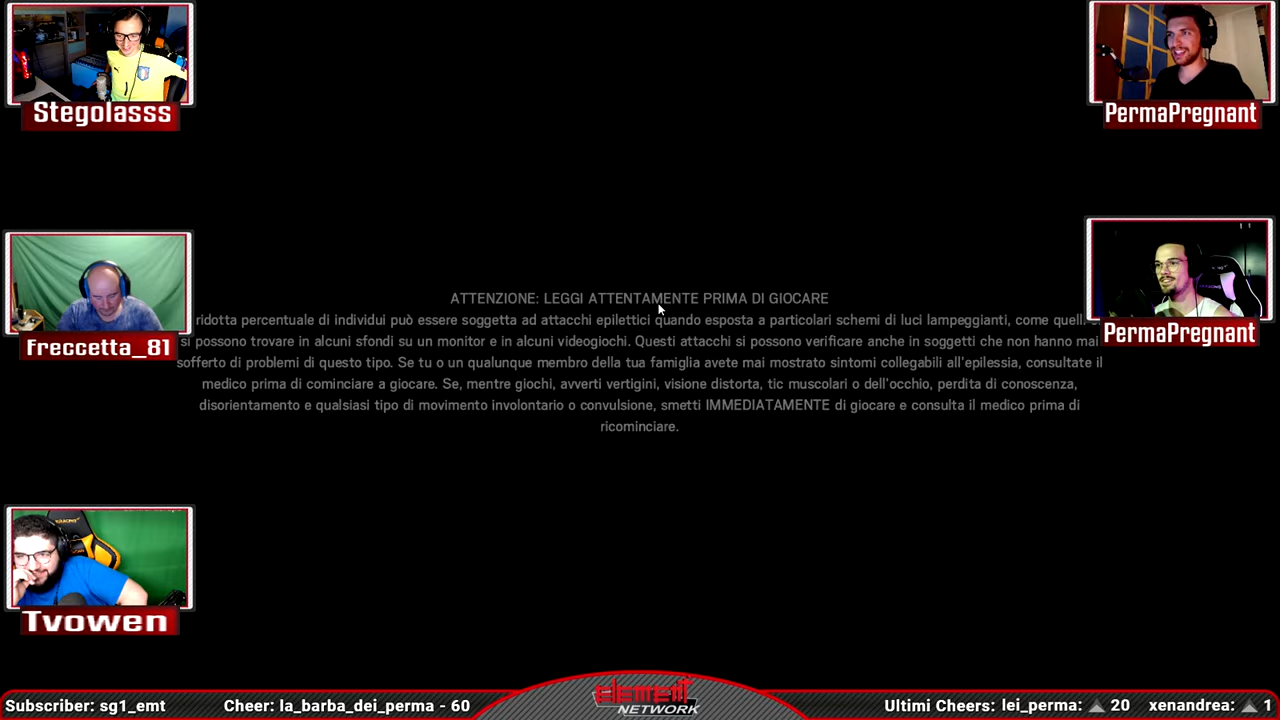 Stegolasss
PermaPregnant
Freccetta_81
PermaPregnant
ATTENZIONE: LEGGI ATTENTAMENTE PRIMA DI GIOCARE
ridotta percentuale di individui può essere soggetta ad attacchi epilettici quando esposta a particolari schemi di luci lampeggianti, come quell
si possono trovare in alcuni sfondi su un monitor e in alcuni videogiochi. Questi attacchi si possono verificare anche in soggetti che non hanno mai
sofferto di problemi di questo tipo. Se tu o un qualunque membro della tua famiglia avete mai mostrato sintomi collegabili all'epilessia, consultate il
medico prima di cominciare a giocare. Se, mentre giochi, avverti vertigini, visione distorta, tic muscolari o dell'occhio, perdita di conoscenza,
disorientamento e qualsiasi tipo di movimento involontario o convulsione, smetti IMMEDIATAMENTE di giocare e consulta il medico prima di
ricominciare.
Tvowen
Subscriber: sg1_emt
Cheer: la_barba_dei_perma - 60
element
NETWORK
Ultimi Cheers: lei_perma: 20 xenandrea: 1